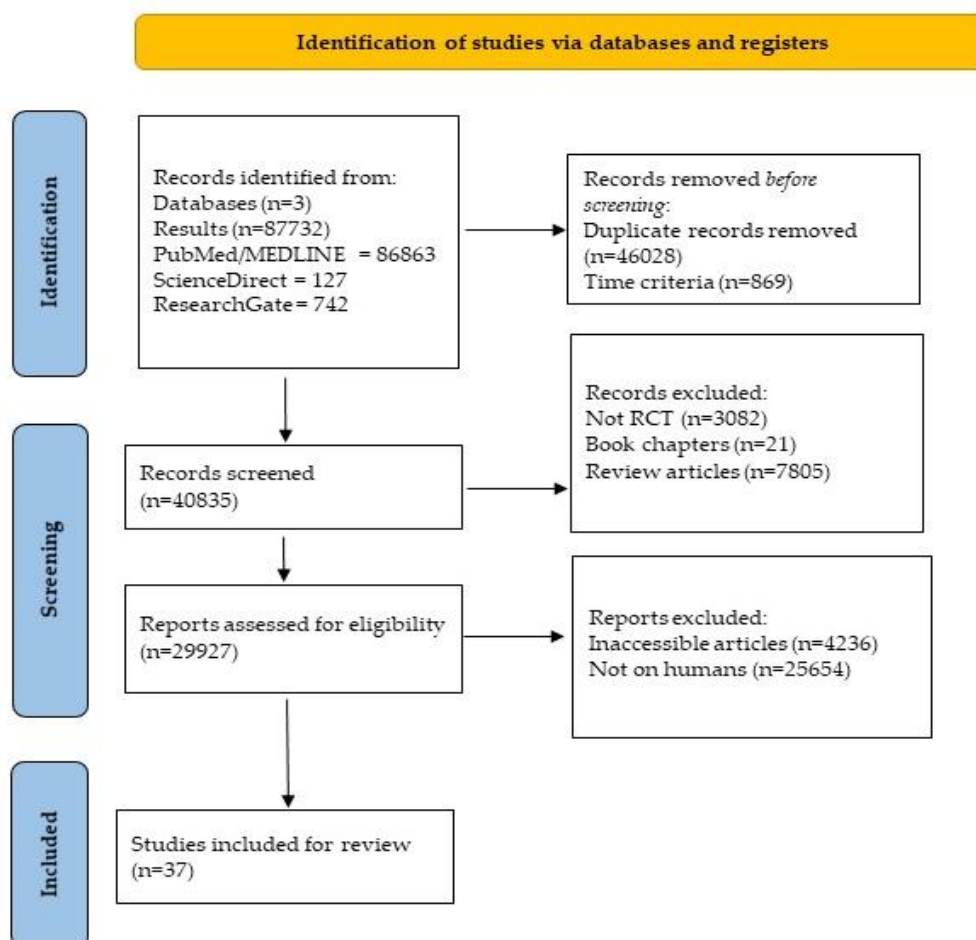 Identification of studies via databases and registers
Identification
Records identified from:
Databases (n=3)
Results (n=87732)
PubMed/MEDLINE = 86863
ScienceDirect = 127
ResearchGate = 742
Records removed before
screening:
Duplicate records removed
(n=46028)
Time criteria (n=869)
Screening
Records screened
(n=40835)
Records excluded:
Not RCT (n=3082)
Book chapters (n=21)
Review articles (n=7805)
Reports assessed for eligibility
(n=29927)
Reports excluded:
Inaccessible articles (n=4236)
Not on humans (n=25654)
Included
Studies included for review
(n=37)